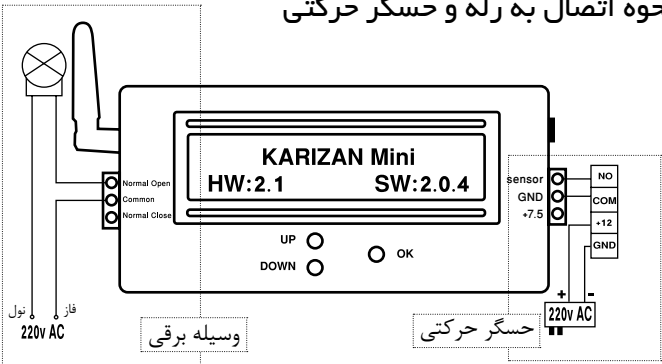 نحوه اتصال به رله و حسگر حرکتی
KARIZAN Mini
HW:2.1 SW:2.0.4
Normal Open
Common
Normal Close
sensor
GND
+7.5
NO
COM
+12
GND
UP
DOWN
OK
نول
فاز
220v AC
وسیله برقی
حسگر حرکتی
+ -
220v AC